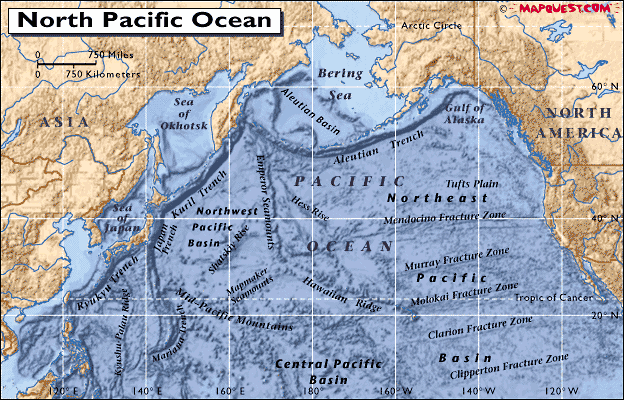 North Pacific Ocean
MAPQUEST.COM
0 750 Miles
0 750 Kilometers
Arctic Circle
Bering
Sea
60° N
Sea
of
Okhotsk
Aleutian Basin
Gulf of
Alaska
NORTH
AMERICA
ASIA
Aleutian Trench
PACIFIC
OCEAN
Emperor Seamounts
Kuril Trench
Tufts Plain
Northeast
Pacific
Basin
Hess Rise
Northwest
Pacific
Basin
Sea
of
Japan
Japan
Trench
Mendocino Fracture Zone
40° N
Shatskiy Rise
Murray Fracture Zone
Ryukyu Trench
Mapmaker
Seamounts
Hawaiian Ridge
Molokai Fracture Zone
Tropic of Cancer
Kyushu-Palau Ridge
Mid-Pacific Mountains
Mariana Trench
20° N
Clarion Fracture Zone
Central Pacific
Basin
Clipperton Fracture Zone
120° E
140° E
160° E
180°
160° W
140° W
120° W